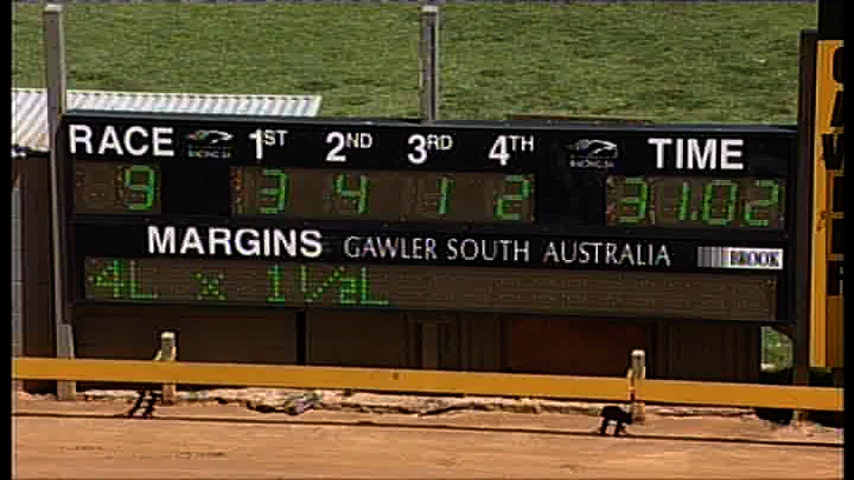 RACE 1ST 2ND 3RD 4TH TIME
9 3 4 1 2 31.02
MARGINS GAWLER SOUTH AUSTRALIA BROOK
4L x 1 1/2L